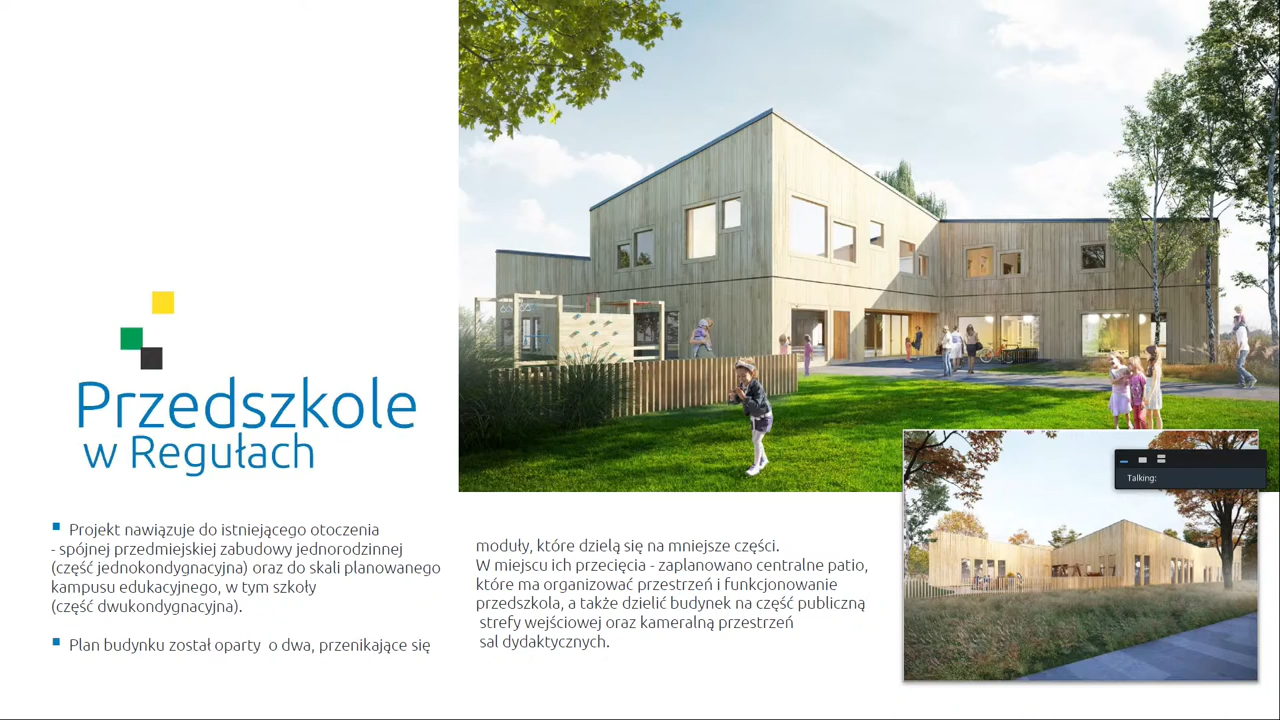 Przedszkole
w Regułach
Projekt nawiązuje do istniejącego otoczenia
- spójnej przedmiejskiej zabudowy jednorodzinnej
(część jednokondygnacyjna) oraz do skali planowanego
kampusu edukacyjnego, w tym szkoły
(część dwukondygnacyjna).
Plan budynku został oparty o dwa, przenikające się
moduły, które dzielą się na mniejsze części.
W miejscu ich przecięcia - zaplanowano centralne patio,
które ma organizować przestrzeń i funkcjonowanie
przedszkola, a także dzielić budynek na część publiczną
strefy wejściowej oraz kameralną przestrzeń
sal dydaktycznych.
Talking: